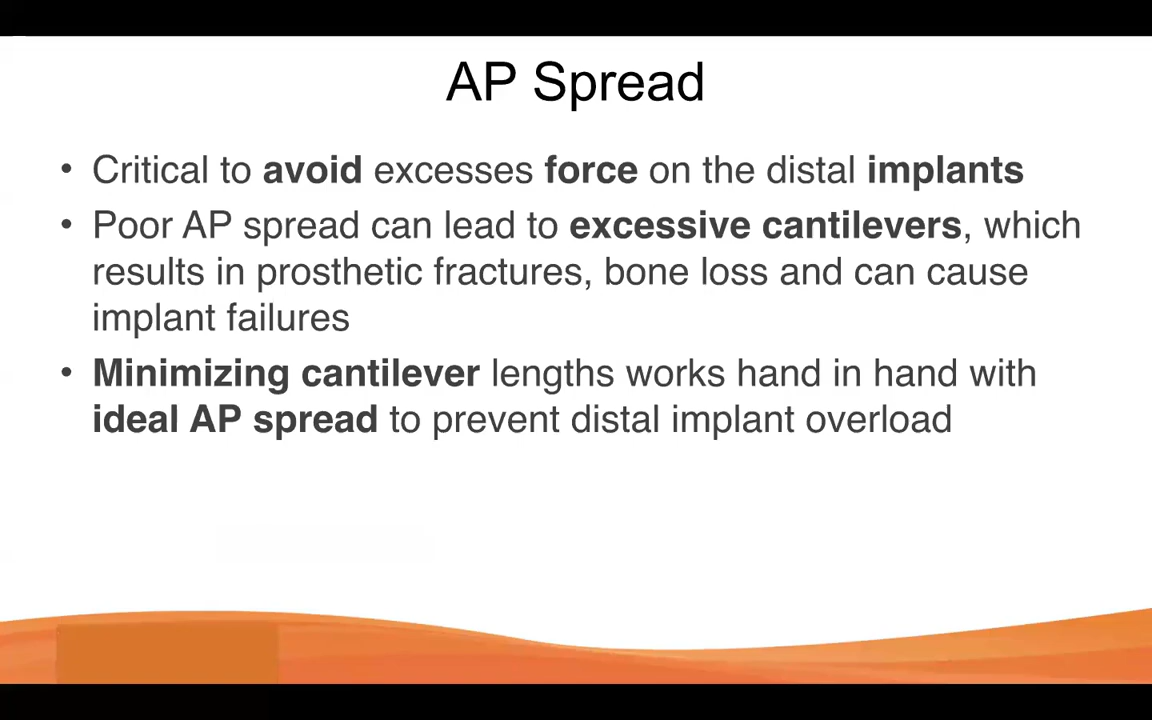 AP Spread
• Critical to avoid excesses force on the distal implants
• Poor AP spread can lead to excessive cantilevers, which
results in prosthetic fractures, bone loss and can cause
implant failures
• Minimizing cantilever lengths works hand in hand with
ideal AP spread to prevent distal implant overload